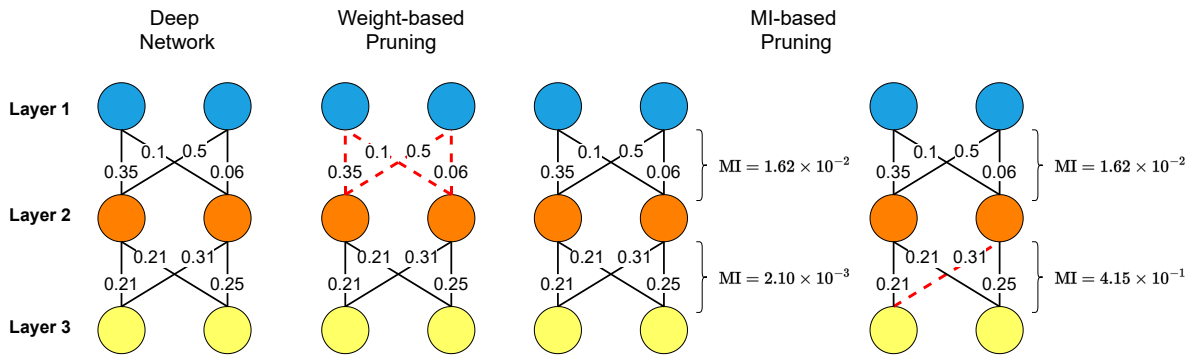 Deep
Network
Weight-based
Pruning
MI-based
Pruning
Layer 1
0.1 0.5
0.1 0.5
0.1 0.5
0.1 0.5
0.35 0.06
0.35 0.06
0.35 0.06
MI = 1.62 × 10⁻²
0.35 0.06
MI = 1.62 × 10⁻²
Layer 2
0.21 0.31
0.21 0.31
0.21 0.31
0.21 0.31
0.21 0.25
0.21 0.25
0.21 0.25
MI = 2.10 × 10⁻³
0.21 0.25
MI = 4.15 × 10⁻¹
Layer 3